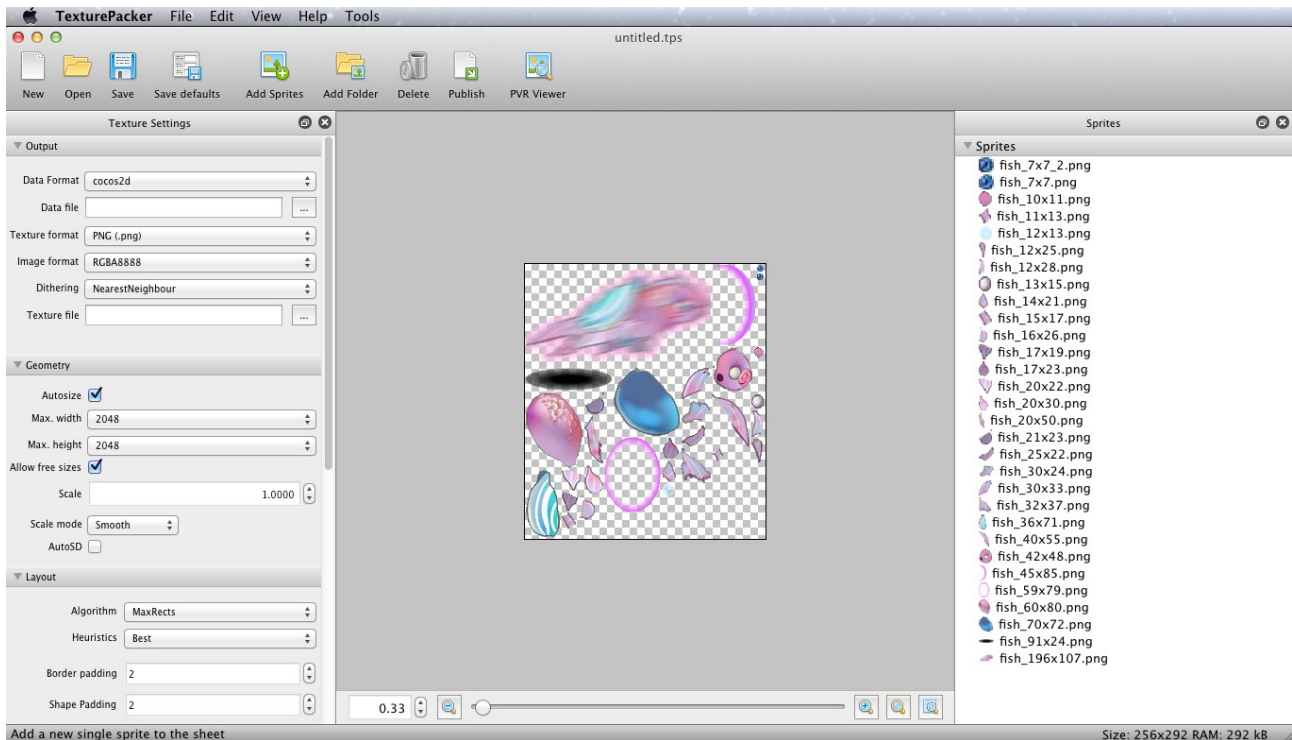 TexturePacker File Edit View Help Tools
untitled.tps
New Open Save Save defaults Add Sprites Add Folder Delete Publish PVR Viewer
Texture Settings
Output
Data Format cocos2d
Data file ...
Texture format PNG (.png)
Image format RGBA8888
Dithering NearestNeighbour
Texture file ...
Geometry
Autosize
Max. width 2048
Max. height 2048
Allow free sizes
Scale 1.0000
Scale mode Smooth
AutoSD
Layout
Algorithm MaxRects
Heuristics Best
Border padding 2
Shape Padding 2
0.33
Sprites
Sprites
fish_7x7_2.png
fish_7x7.png
fish_10x11.png
fish_11x13.png
fish_12x13.png
fish_12x25.png
fish_12x28.png
fish_13x15.png
fish_14x21.png
fish_15x17.png
fish_16x26.png
fish_17x19.png
fish_17x23.png
fish_20x22.png
fish_20x30.png
fish_20x50.png
fish_21x23.png
fish_25x22.png
fish_30x24.png
fish_30x33.png
fish_32x37.png
fish_36x71.png
fish_40x55.png
fish_42x48.png
fish_45x85.png
fish_59x79.png
fish_60x80.png
fish_70x72.png
fish_91x24.png
fish_196x107.png
Add a new single sprite to the sheet
Size: 256x292 RAM: 292 kB